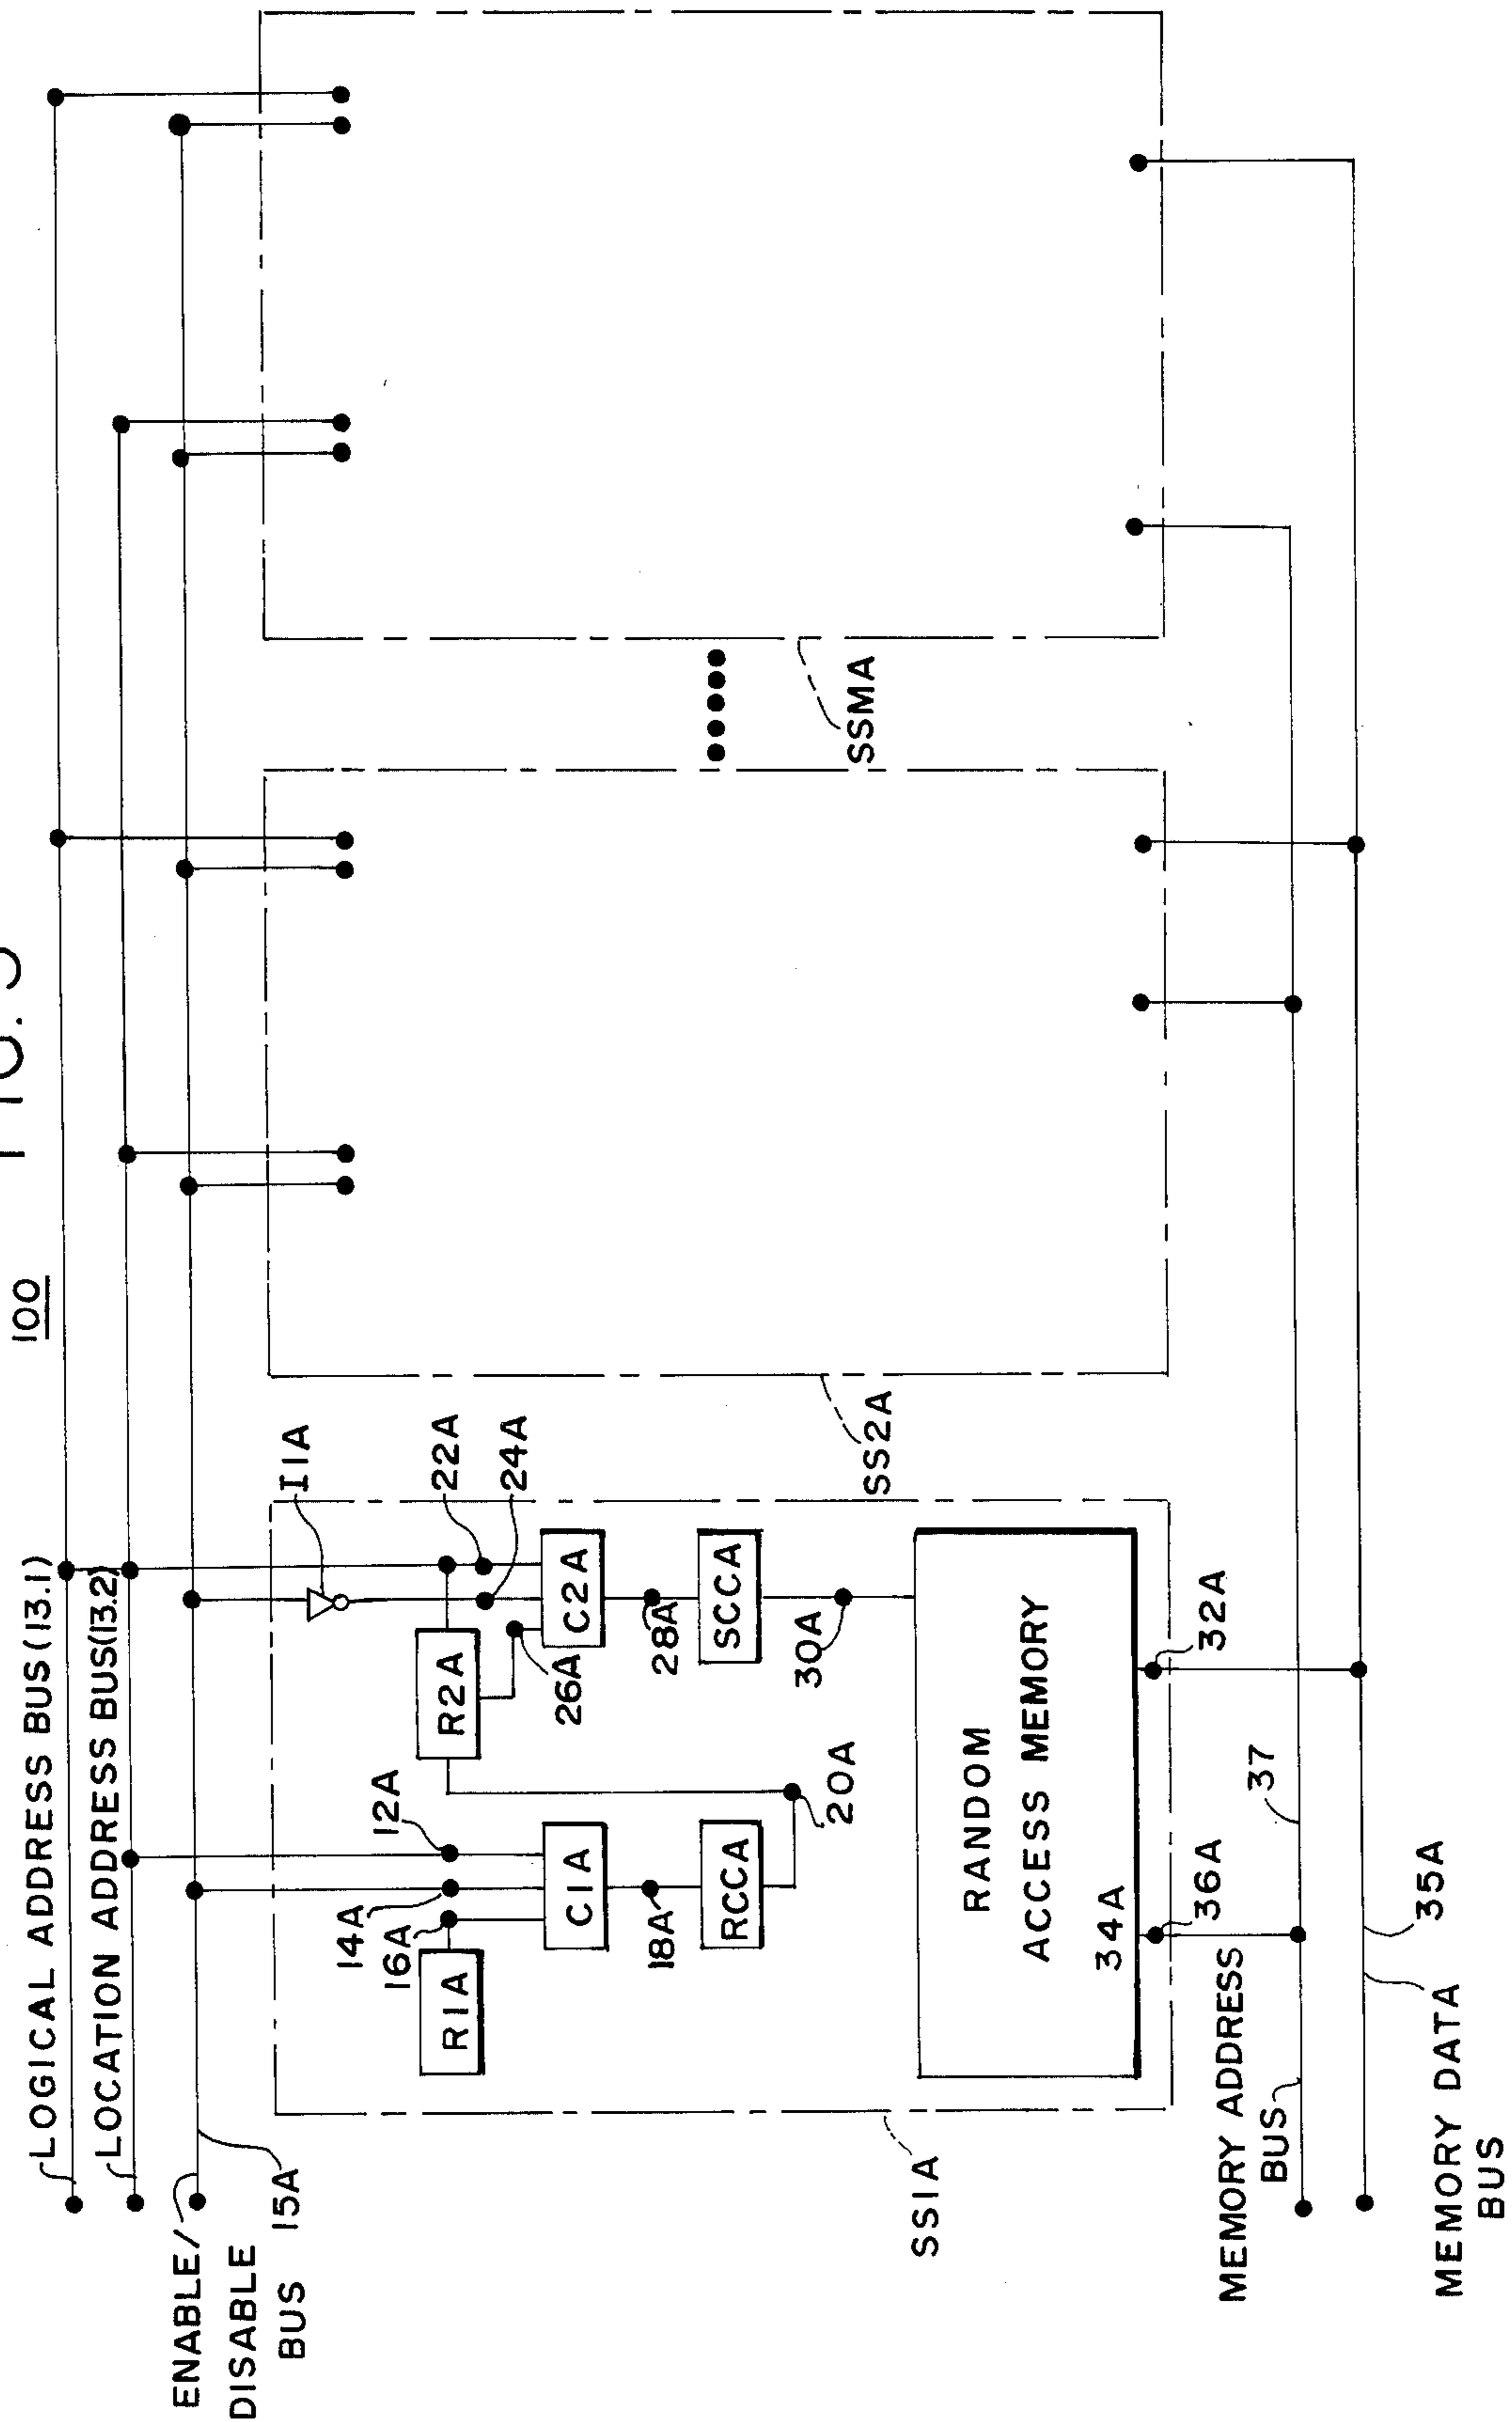 100
LOGICAL ADDRESS BUS(13.1)
LOCATION ADDRESS BUS(13.2)
ENABLE/
DISABLE
BUS
15A
I1A
12A
14A
16A
22A
24A
R1A
R2A
26A
C1A
C2A
18A
28A
RCCA
SCCA
20A
30A
RANDOM
ACCESS MEMORY
34A
36A
32A
SS1A
SS2A
SSMA
MEMORY ADDRESS
BUS
37
35A
MEMORY DATA
BUS